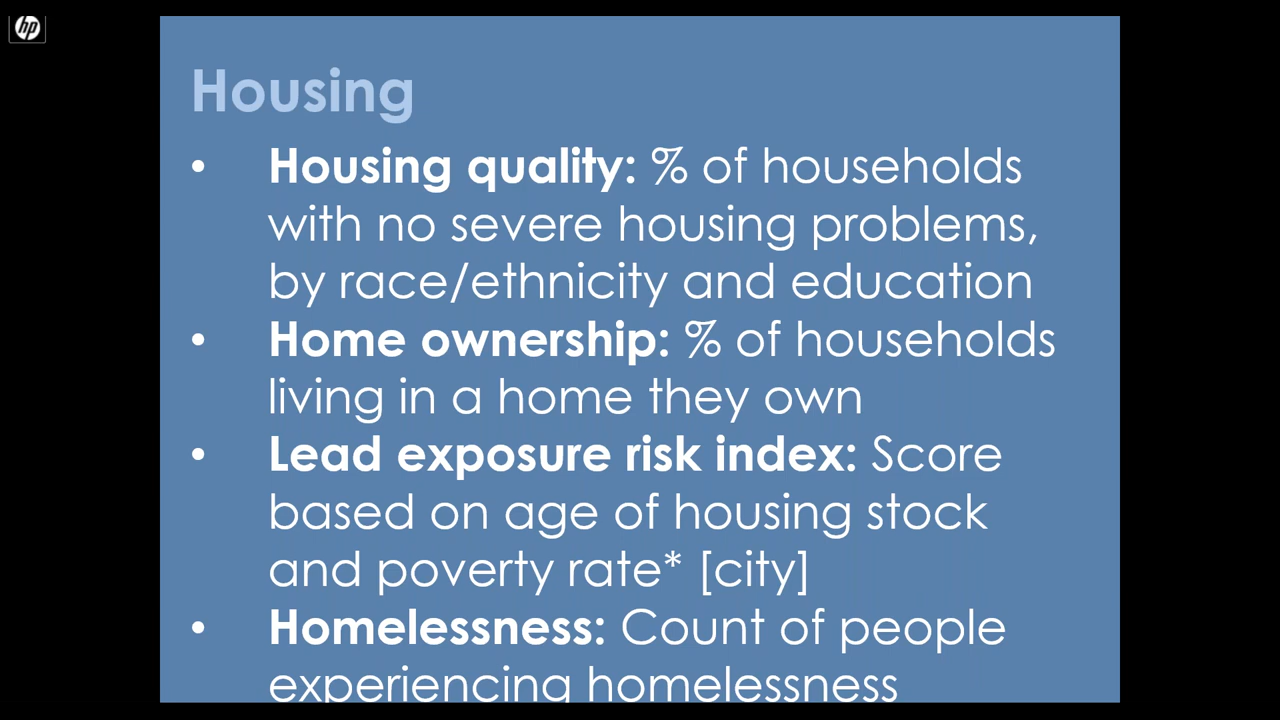 hp
Housing
• Housing quality: % of households
with no severe housing problems,
by race/ethnicity and education
• Home ownership: % of households
living in a home they own
• Lead exposure risk index: Score
based on age of housing stock
and poverty rate* [city]
• Homelessness: Count of people
experiencing homelessness